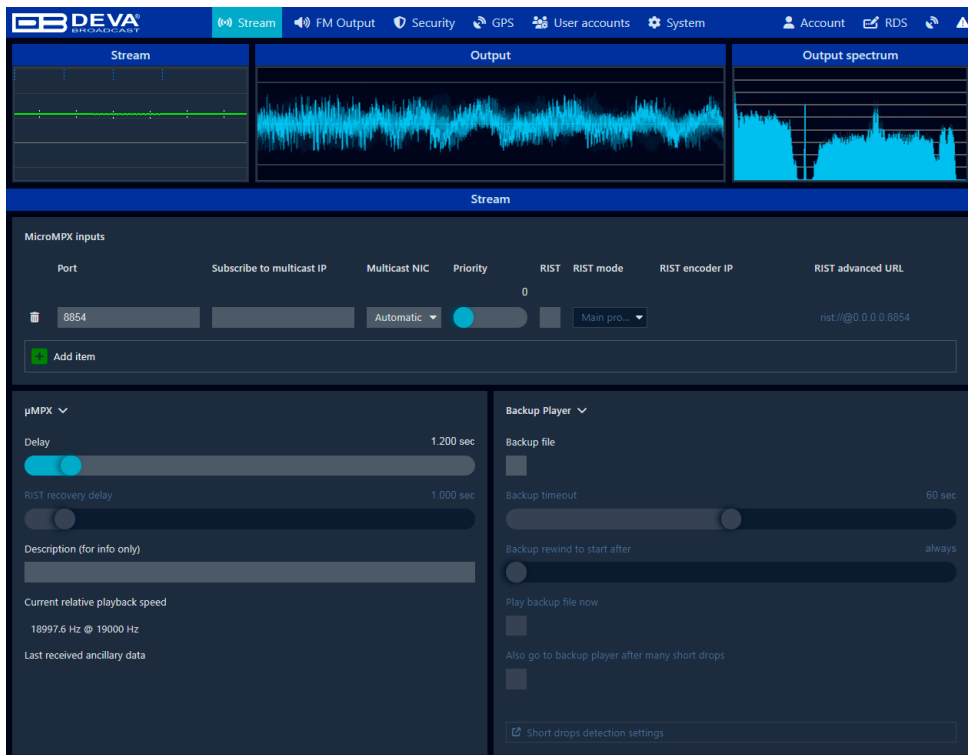 DEVA®
BROADCAST
Stream FM Output Security GPS User accounts System Account RDS
Stream Output Output spectrum
Stream
MicroMPX inputs
Port Subscribe to multicast IP Multicast NIC Priority RIST RIST mode RIST encoder IP RIST advanced URL
0
8854 Automatic Main pro... rist://@0.0.0.0:8854
Add item
µMPX
Delay 1.200 sec
RIST recovery delay 1.000 sec
Description (for info only)
Current relative playback speed
18997.6 Hz @ 19000 Hz
Last received ancillary data
Backup Player
Backup file
Backup timeout 60 sec
Backup rewind to start after always
Play backup file now
Also go to backup player after many short drops
Short drops detection settings